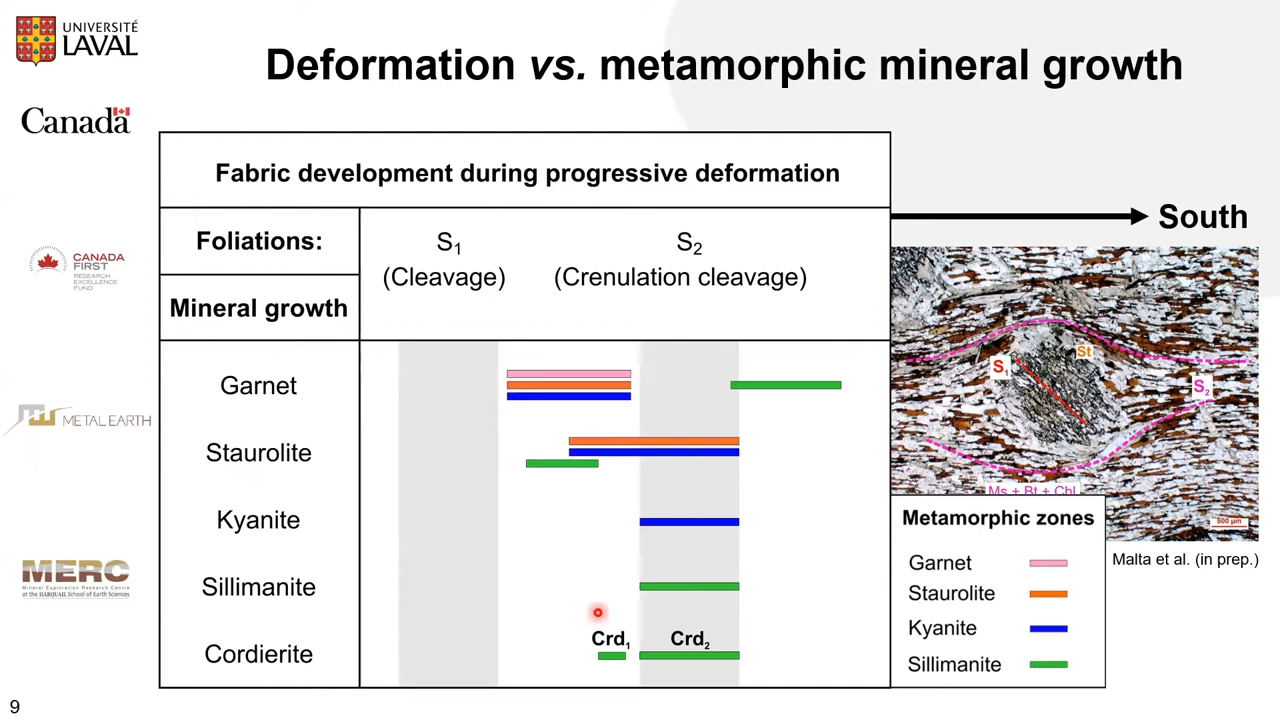 UNIVERSITÉ
LAVAL
Deformation vs. metamorphic mineral growth
Canada
Fabric development during progressive deformation
Foliations:
S1
(Cleavage)
S2
(Crenulation cleavage)
Mineral growth
South
CANADA
FIRST
RESEARCH
EXCELLENCE
FUND
METAL EARTH
MERC
Mineral Exploration Research Centre
at the HARQUAIL School of Earth Sciences
Garnet
Staurolite
Kyanite
Sillimanite
Cordierite
Crd1
Crd2
St
S1
S2
Ms + Bt + Chl
500 µm
Malta et al. (in prep.)
Metamorphic zones
Garnet
Staurolite
Kyanite
Sillimanite
9